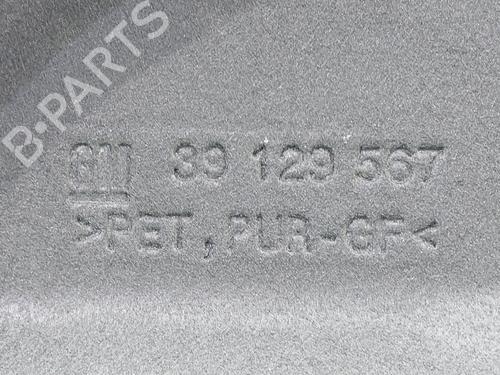 B-PARTS
GM 39 129 567
>PET, PUR-GF<